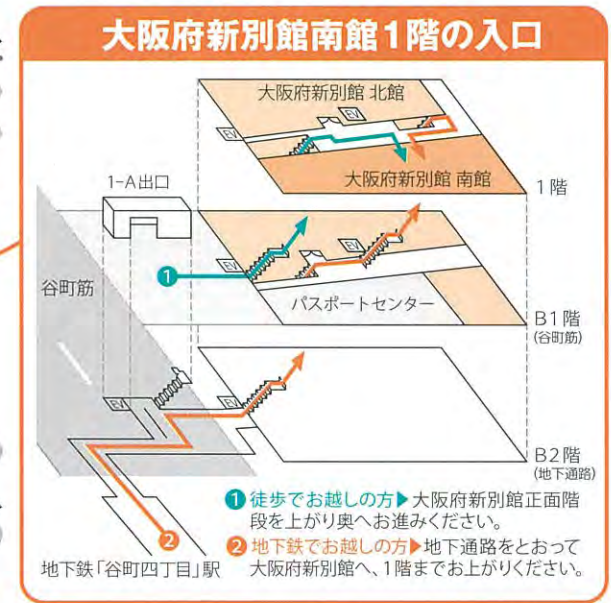 大阪府新別館南館1階の入口
大阪府新別館 北館
EV
EV
大阪府新別館 南館
1階
1-A出口
谷町筋
EV
EV
1
パスポートセンター
B1階
(谷町筋)
EV
EV
B2階
(地下通路)
2
地下鉄「谷町四丁目」駅
1 徒歩でお越しの方▶大阪府新別館正面階
段を上がり奥へお進みください。
2 地下鉄でお越しの方▶地下通路をとおって
大阪府新別館へ、1階までお上がりください。